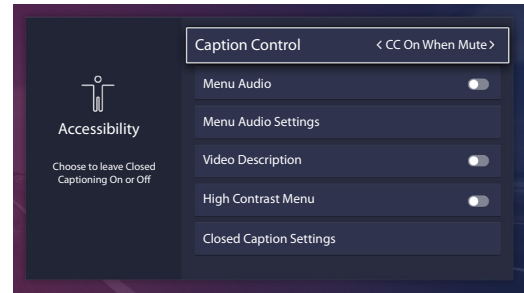 Accessibility
Choose to leave Closed
Captioning On or Off
Caption Control < CC On When Mute >
Menu Audio
Menu Audio Settings
Video Description
High Contrast Menu
Closed Caption Settings